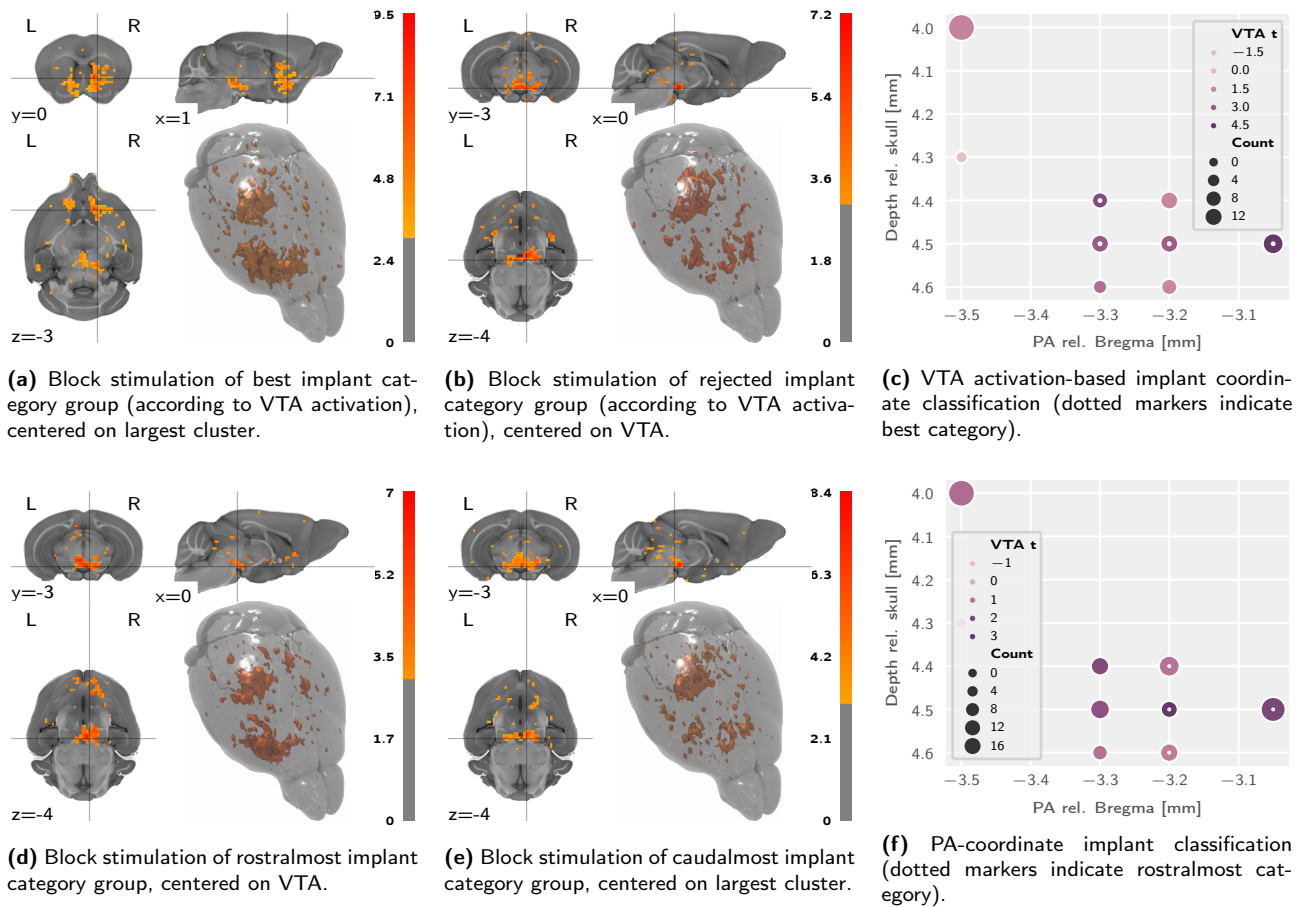 L
R
y=0
x=1
L
R
z=-3
9.5
7.1
4.8
2.4
0
(a) Block stimulation of best implant cat-
egory group (according to VTA activation),
centered on largest cluster.
L
R
y=-3
x=0
L
R
z=-4
7.2
5.4
3.6
1.8
0
(b) Block stimulation of rejected implant
category group (according to VTA activa-
tion), centered on VTA.
Depth rel. skull [mm]
4.0
4.1
4.2
4.3
4.4
4.5
4.6
VTA t
−1.5
0.0
1.5
3.0
4.5
Count
0
4
8
12
−3.5 −3.4 −3.3 −3.2 −3.1
PA rel. Bregma [mm]
(c) VTA activation-based implant coordin-
ate classification (dotted markers indicate
best category).
L
R
y=-3
x=0
L
R
z=-4
7
5.2
3.5
1.7
0
(d) Block stimulation of rostralmost implant
category group, centered on VTA.
L
R
y=-3
x=0
L
R
z=-4
8.4
6.3
4.2
2.1
0
(e) Block stimulation of caudalmost implant
category group, centered on largest cluster.
Depth rel. skull [mm]
4.0
4.1
4.2
4.3
4.4
4.5
4.6
VTA t
−1
0
1
2
3
Count
0
4
8
12
16
−3.5 −3.4 −3.3 −3.2 −3.1
PA rel. Bregma [mm]
(f) PA-coordinate implant classification
(dotted markers indicate rostralmost cat-
egory).